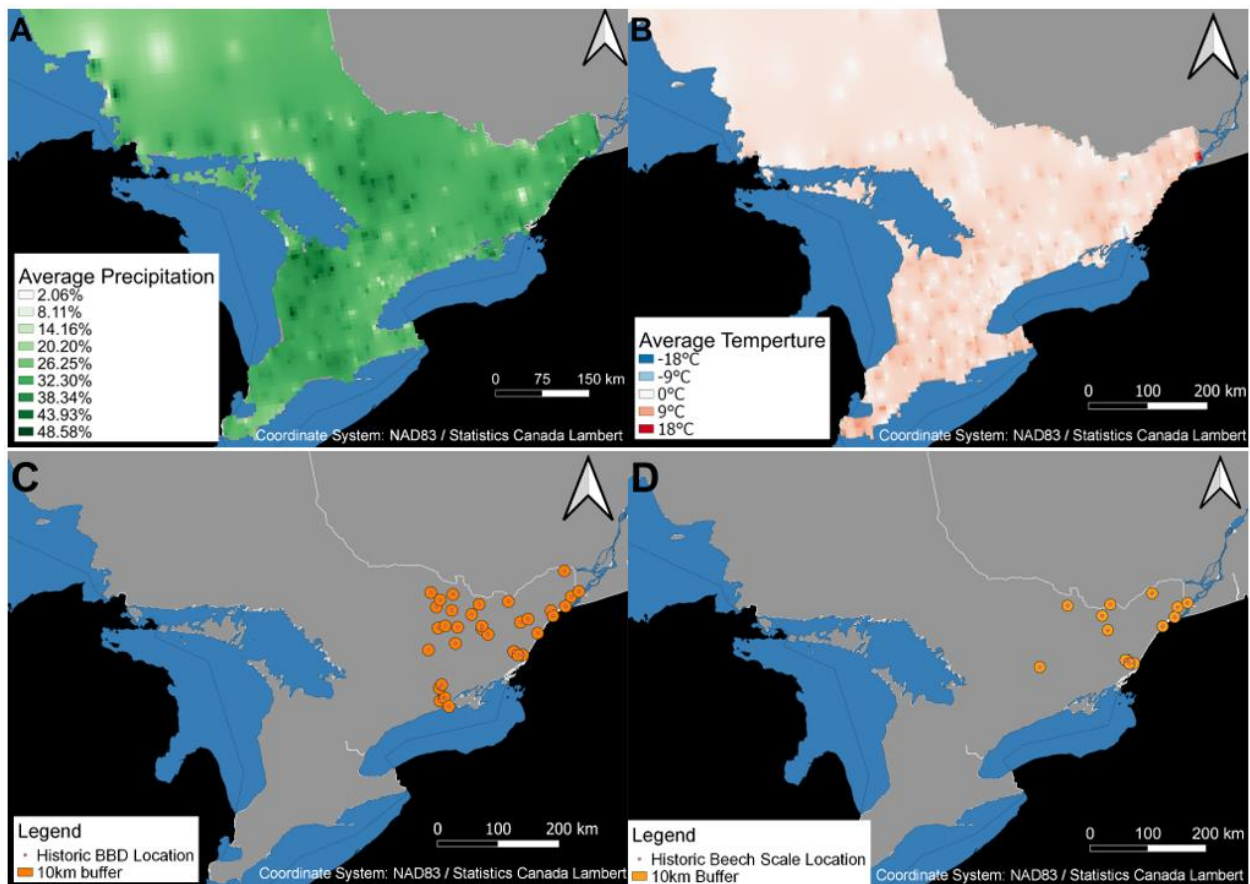 A
Average Precipitation
2.06%
8.11%
14.16%
20.20%
26.25%
32.30%
38.34%
43.93%
48.58%
0 75 150 km
Coordinate System: NAD83 / Statistics Canada Lambert
B
Average Temperture
-18°C
-9°C
0°C
9°C
18°C
0 100 200 km
Coordinate System: NAD83 / Statistics Canada Lambert
C
Legend
Historic BBD Location
10km buffer
0 100 200 km
Coordinate System: NAD83 / Statistics Canada Lambert
D
Legend
Historic Beech Scale Location
10km Buffer
0 100 200 km
Coordinate System: NAD83 / Statistics Canada Lambert